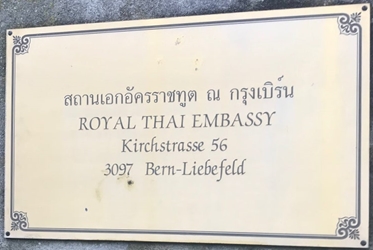 สถานเอกอัครราชทูต ณ กรุงเบิร์น
ROYAL THAI EMBASSY
Kirchstrasse 56
3097 Bern-Liebefeld